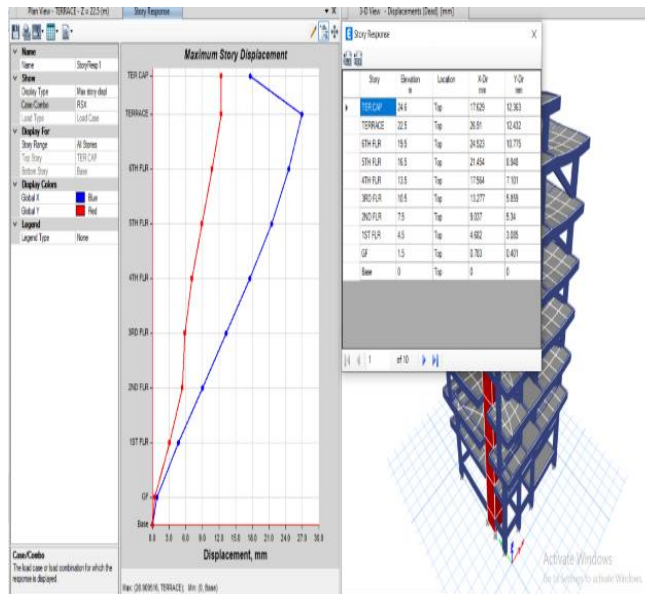 Plan View - TERRACE - Z = 22.5 (m)
Story Response
3-D View - Displacements (Dead) [mm]
Name
Name StoryResp1
Show
Display Type Max story displ
Case/Combo RSX
Load Type Load Case
Display For
Story Range All Stories
Top Story TER CAP
Bottom Story Base
Display Colors
Global X Blue
Global Y Red
Legend
Legend Type None
Case/Combo
The load case or load combination for which the
response is displayed.
Maximum Story Displacement
TER CAP
TERRACE
6TH FLR
5TH FLR
4TH FLR
3RD FLR
2ND FLR
1ST FLR
GF
Base
0.0 3.0 6.0 9.0 12.0 15.0 18.0 21.0 24.0 27.0 30.0
Displacement, mm
Min: (0, Base)
Story Response
Story Elevation Location X-Dir Y-Dir
m mm mm
TER CAP 24.6 Top 17.629 12.363
TERRACE 22.5 Top 26.91 12.432
6TH FLR 19.5 Top 24.523 10.775
5TH FLR 16.5 Top 21.454 8.948
4TH FLR 13.5 Top 17.564 7.101
3RD FLR 10.5 Top 13.277 5.859
2ND FLR 7.5 Top 9.037 5.34
1ST FLR 4.5 Top 4.682 3.085
GF 1.5 Top 0.703 0.401
Base 0 Top 0 0
1 of 10
Activate Windows
Go to Settings to activate Windows.